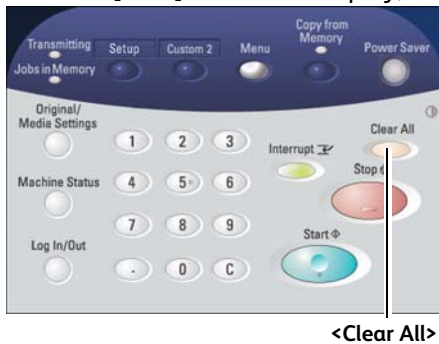 Copy from
Memory
Transmitting
Setup
Custom 2
Menu
Power Saver
Jobs in Memory
Original/
Media Settings
Clear All
1 2 3
Interrupt
Machine Status
4 5 6
Stop
7 8 9
Log In/Out
Start
. 0 C
<Clear All>